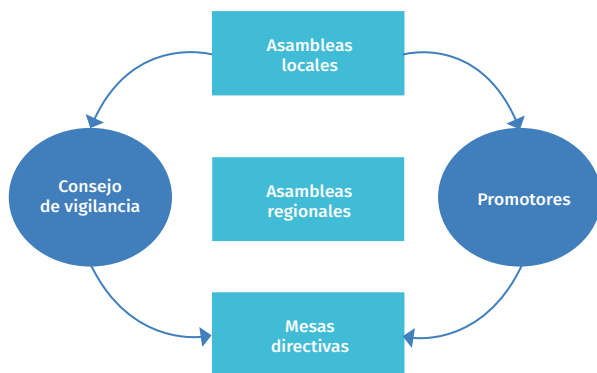 Asambleas
locales
Consejo
de vigilancia
Asambleas
regionales
Promotores
Mesas
directivas